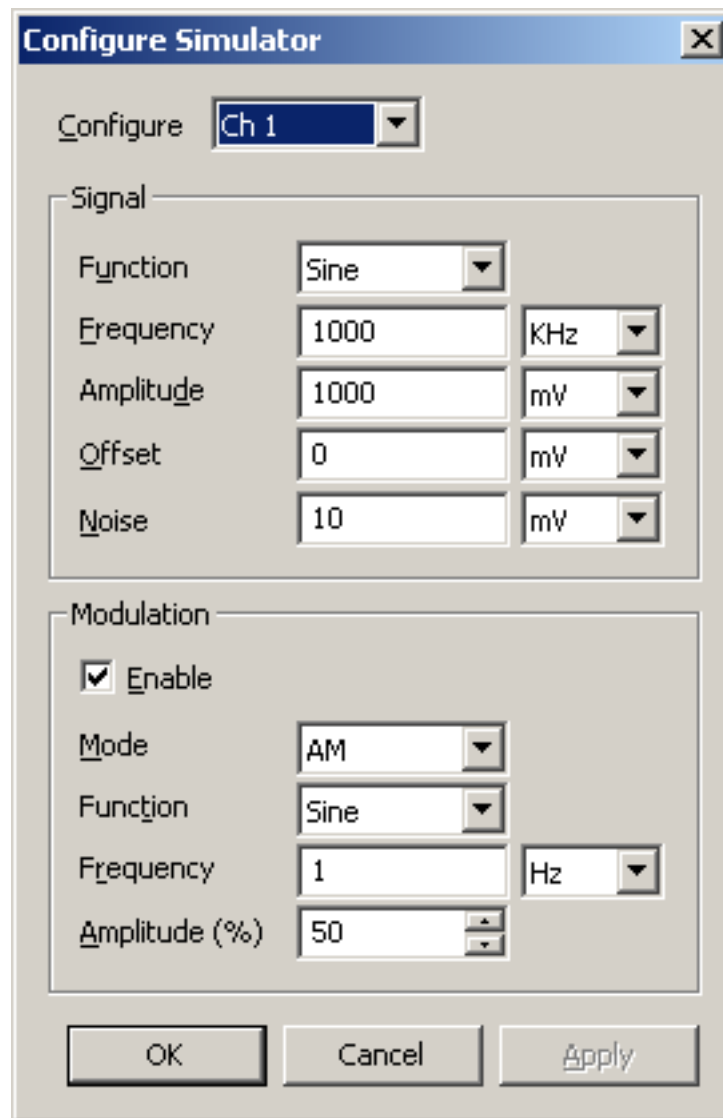 Configure Simulator
Configure Ch 1
Signal
Function Sine
Frequency 1000 KHz
Amplitude 1000 mV
Offset 0 mV
Noise 10 mV
Modulation
Enable
Mode AM
Function Sine
Frequency 1 Hz
Amplitude (%) 50
OK Cancel Apply